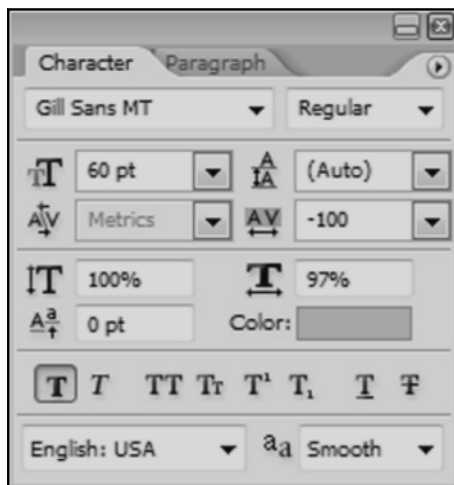 Character Paragraph
Gill Sans MT Regular
60 pt (Auto)
Metrics -100
100% 97%
0 pt Color:
T T TT Tr T¹ T₁ T T
English: USA aa Smooth